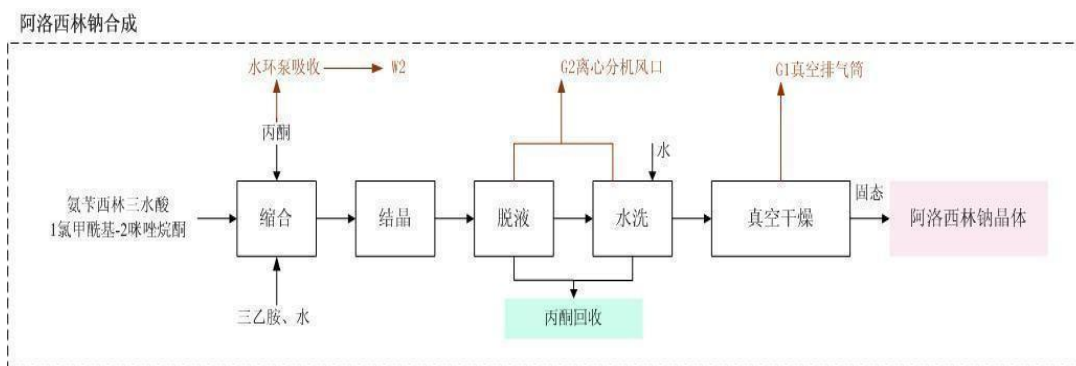 阿洛西林钠合成
水环泵吸收
W2
G2离心分机风口
G1真空排气筒
丙酮
水
氨苄西林三水酸
1氯甲酰基-2咪唑烷酮
缩合
结晶
脱液
水洗
真空干燥
固态
阿洛西林钠晶体
三乙胺、水
丙酮回收